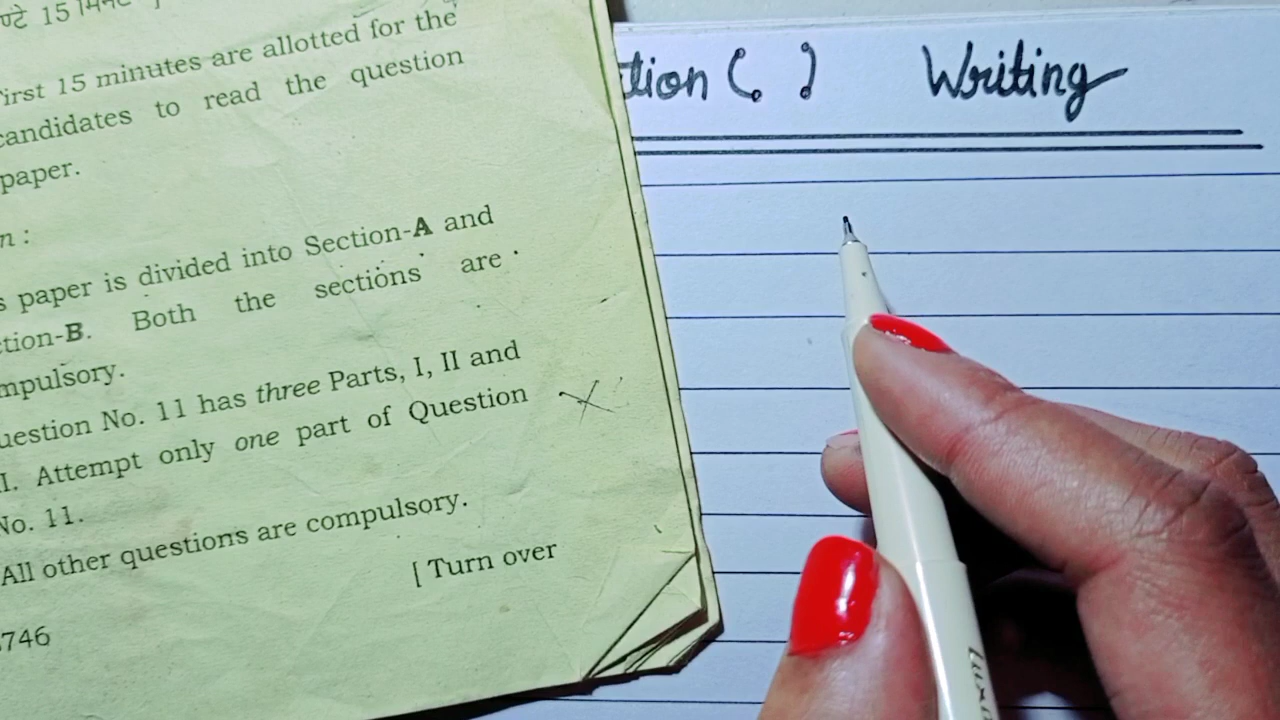 15 मिनट
first 15 minutes are allotted for the
candidates to read the question
paper.
paper is divided into Section-A and
ction-B. Both the sections are
mpulsory.
uestion No. 11 has three Parts, I, II and
I. Attempt only one part of Question
No. 11.
All other questions are compulsory.
[ Turn over
746
tion ( ) Writing